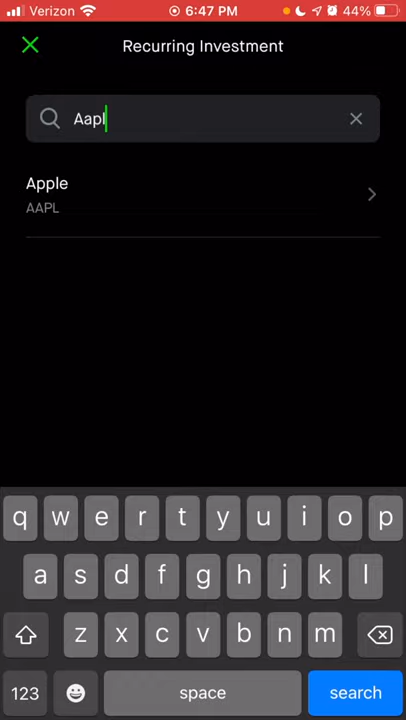 Verizon 6:47 PM 44%
Recurring Investment
Aapl
Apple
AAPL
q w e r t y u i o p
a s d f g h j k l
z x c v b n m
123 space search